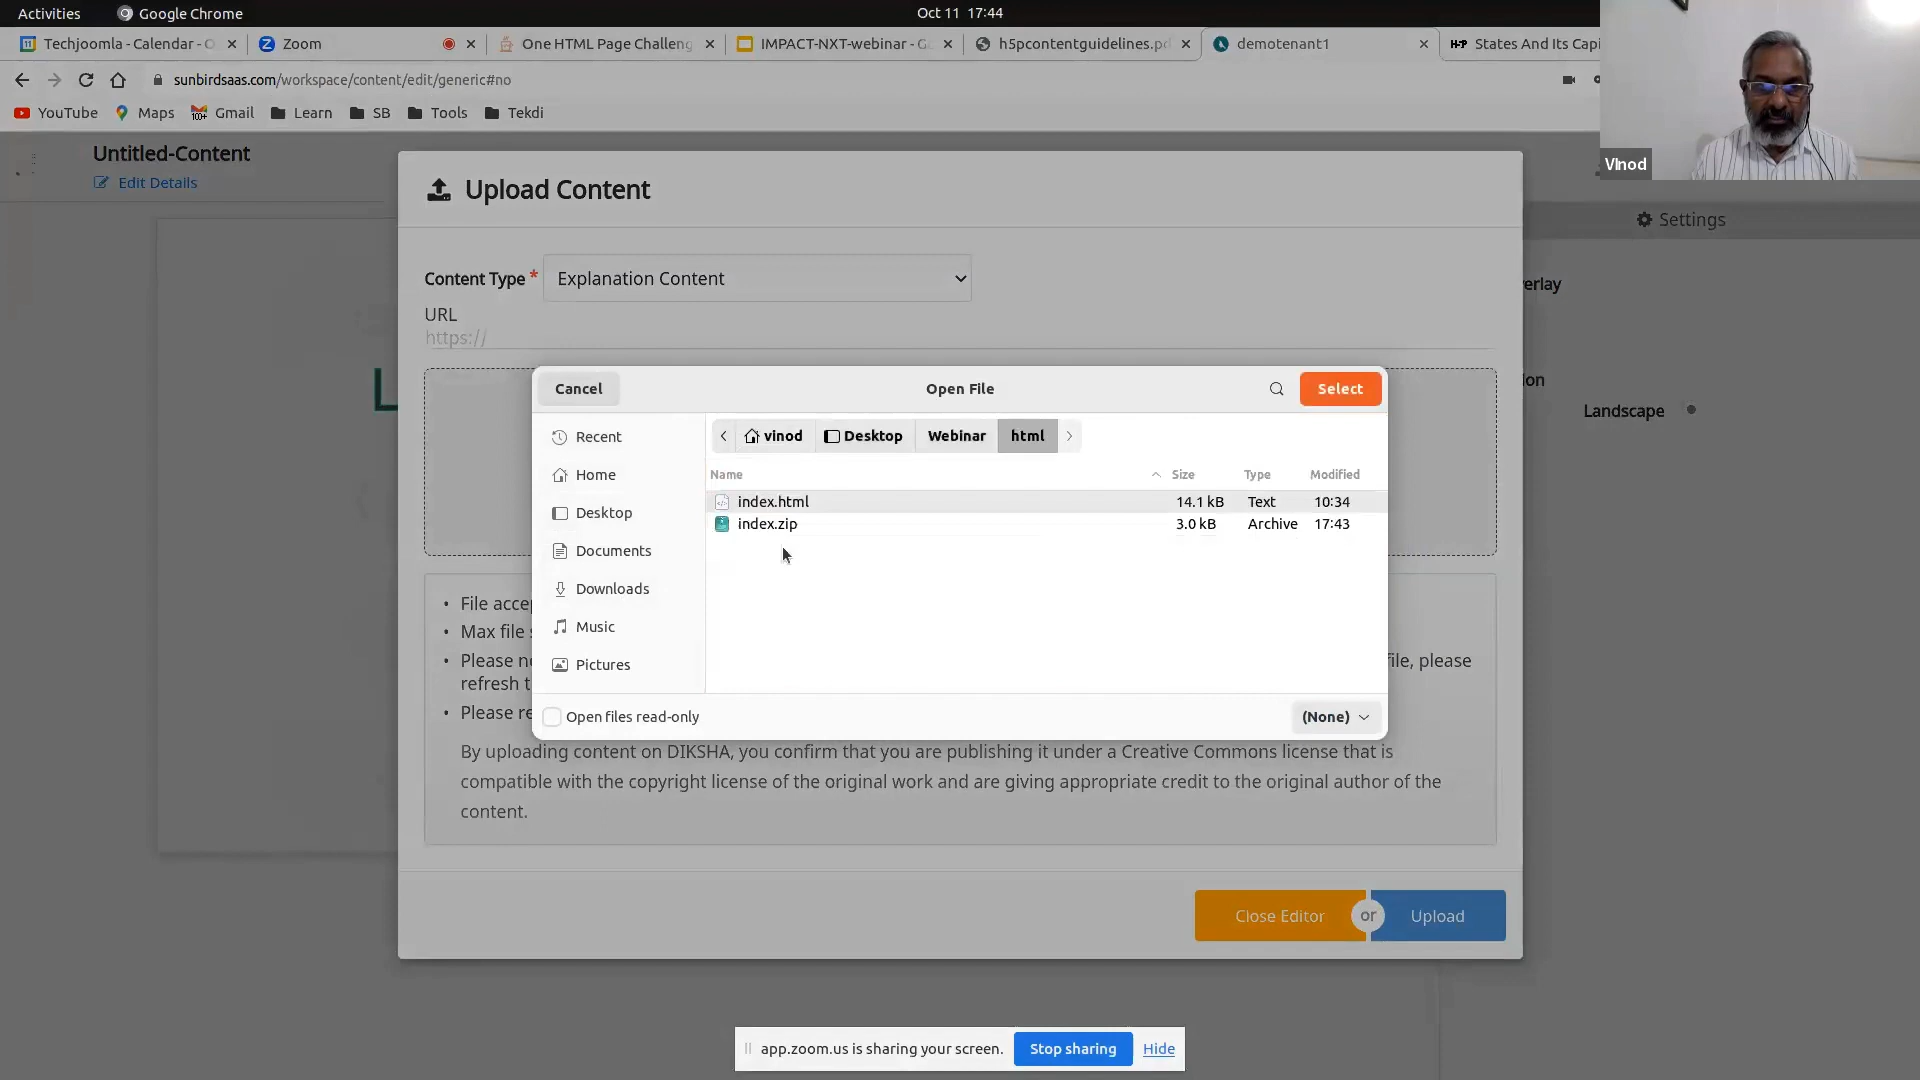 Activities
Google Chrome
Oct 11 17:44
Techjoomla - Calendar - O
Zoom
One HTML Page Challeng
IMPACT-NXT-webinar - G
h5pcontentguidelines.pd
demotenant1
H-P States And Its Capi
sunbirdsaas.com/workspace/content/edit/generic#no
YouTube
Maps
Gmail
Learn
SB
Tools
Tekdi
VInod
Untitled-Content
Edit Details
Upload Content
Settings
Content Type *
Explanation Content
URL
https://
verlay
ion
Landscape
L
Cancel
Open File
Select
Recent
Home
Desktop
Documents
Downloads
Music
Pictures
vinod
Desktop
Webinar
html
Name
Size
Type
Modified
index.html 14.1 kB Text 10:34
index.zip 3.0 kB Archive 17:43
Open files read-only
(None)
• File acce
• Max file s
• Please n
file, please
refresh t
• Please re
By uploading content on DIKSHA, you confirm that you are publishing it under a Creative Commons license that is
compatible with the copyright license of the original work and are giving appropriate credit to the original author of the
content.
Close Editor
or
Upload
app.zoom.us is sharing your screen.
Stop sharing
Hide